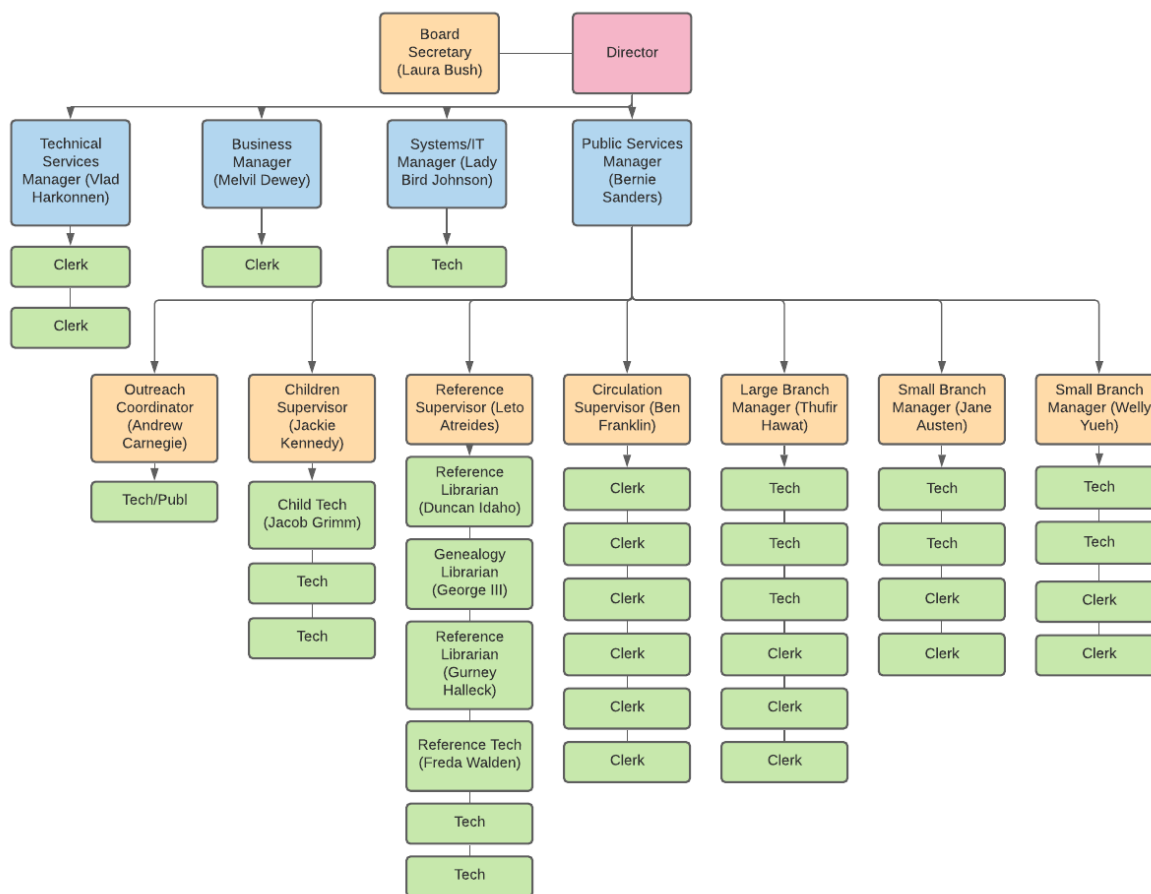 Board
Secretary
(Laura Bush)
Director
Technical
Services
Manager (Vlad
Harkonnen)
Business
Manager
(Melvil Dewey)
Systems/IT
Manager (Lady
Bird Johnson)
Public Services
Manager
(Bernie
Sanders)
Clerk
Clerk
Clerk
Tech
Outreach
Coordinator
(Andrew
Carnegie)
Tech/Publ
Children
Supervisor
(Jackie
Kennedy)
Child Tech
(Jacob Grimm)
Tech
Tech
Reference
Supervisor (Leto
Atreides)
Reference
Librarian
(Duncan Idaho)
Genealogy
Librarian
(George III)
Reference
Librarian
(Gurney
Halleck)
Reference Tech
(Freda Walden)
Tech
Tech
Circulation
Supervisor (Ben
Franklin)
Clerk
Clerk
Clerk
Clerk
Clerk
Clerk
Large Branch
Manager (Thufir
Hawat)
Tech
Tech
Tech
Clerk
Clerk
Clerk
Small Branch
Manager (Jane
Austen)
Tech
Tech
Clerk
Clerk
Small Branch
Manager (Welly
Yueh)
Tech
Tech
Clerk
Clerk